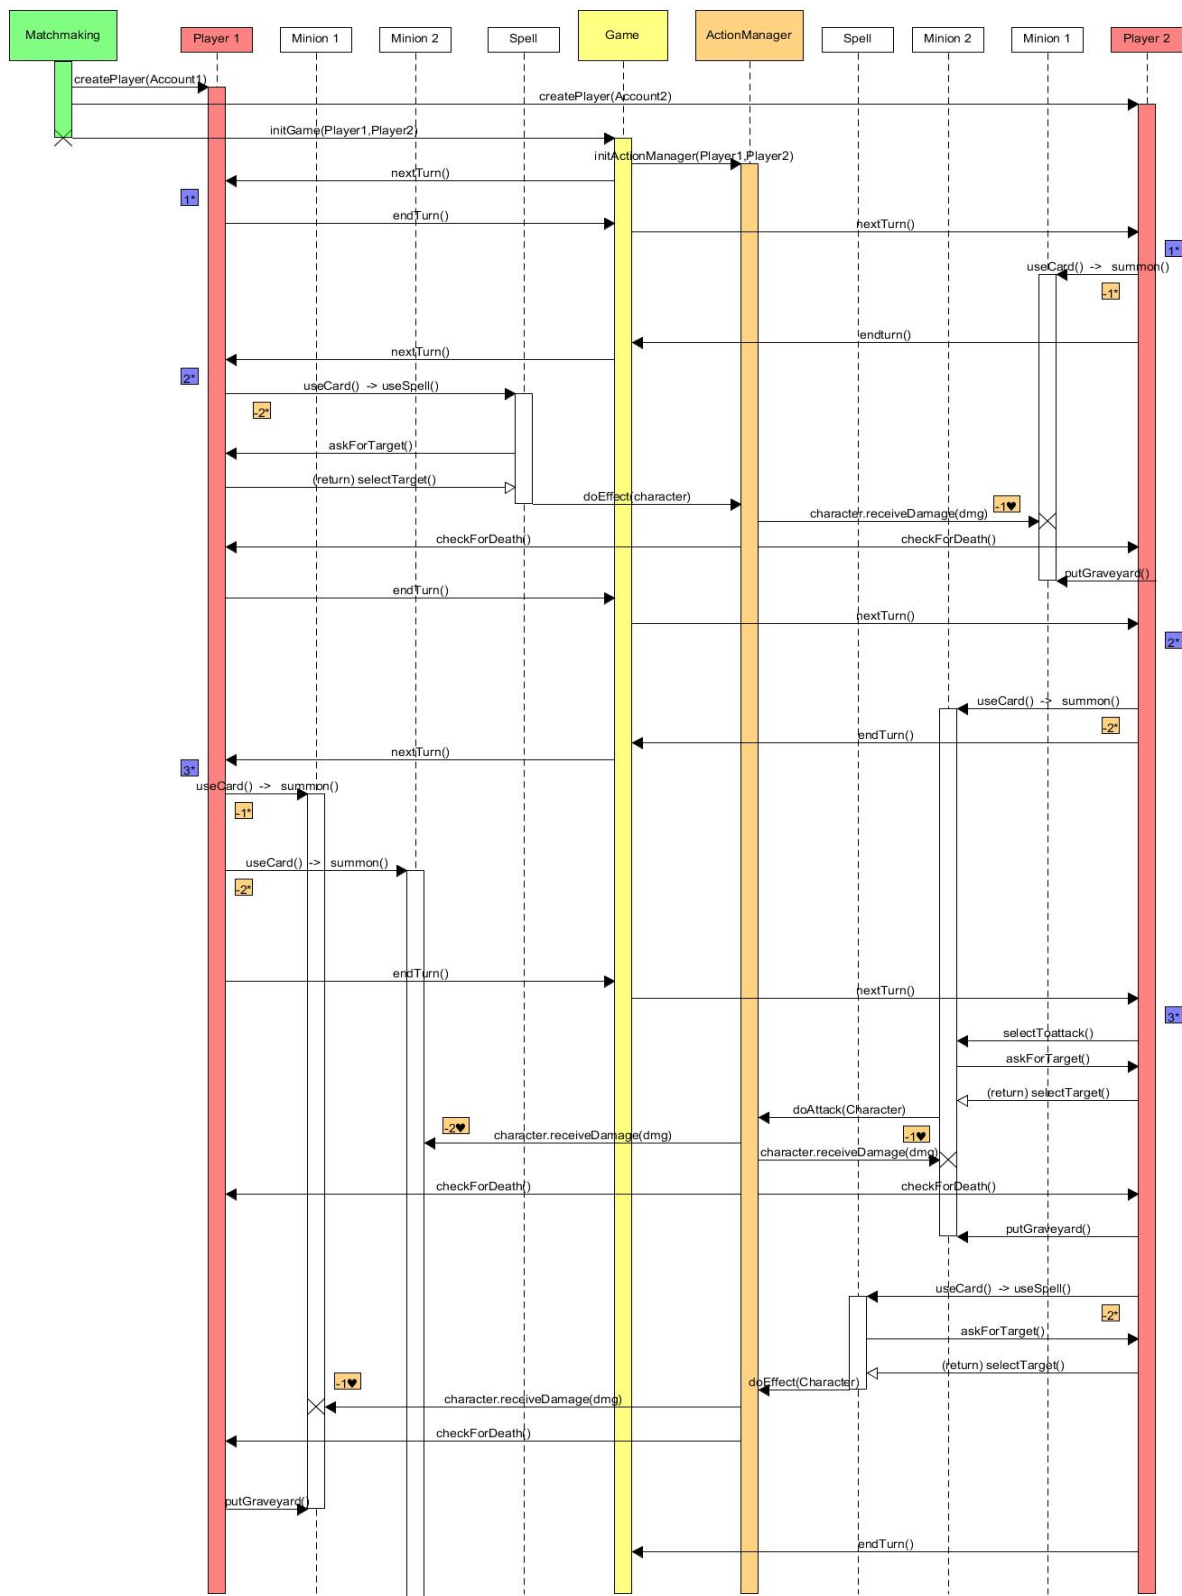 Matchmaking
Player 1
Minion 1
Minion 2
Spell
Game
ActionManager
Spell
Minion 2
Minion 1
Player 2
createPlayer(Account1)
createPlayer(Account2)
initGame(Player1,Player2)
initActionManager(Player1,Player2)
nextTurn()
1*
endTurn()
nextTurn()
1*
useCard() -> summon()
-1*
endturn()
nextTurn()
2*
useCard() -> useSpell()
-2*
askForTarget()
(return) selectTarget()
doEffect(character)
-1♥
character.receiveDamage(dmg)
checkForDeath()
checkForDeath()
putGraveyard()
endTurn()
nextTurn()
2*
useCard() -> summon()
-2*
endTurn()
nextTurn()
3*
useCard() -> summon()
-1*
useCard() -> summon()
-2*
endTurn()
nextTurn()
3*
selectToattack()
askForTarget()
(return) selectTarget()
doAttack(Character)
-2♥
character.receiveDamage(dmg)
-1♥
character.receiveDamage(dmg)
checkForDeath()
checkForDeath()
putGraveyard()
useCard() -> useSpell()
-2*
askForTarget()
(return) selectTarget()
doEffect(Character)
-1♥
character.receiveDamage(dmg)
checkForDeath()
putGraveyard()
endTurn()